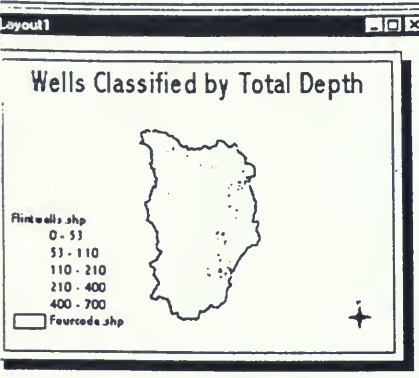 Layout1
Wells Classified by Total Depth
Flintwells.shp
0 - 53
53 - 110
110 - 210
210 - 400
400 - 700
Fourcode.shp